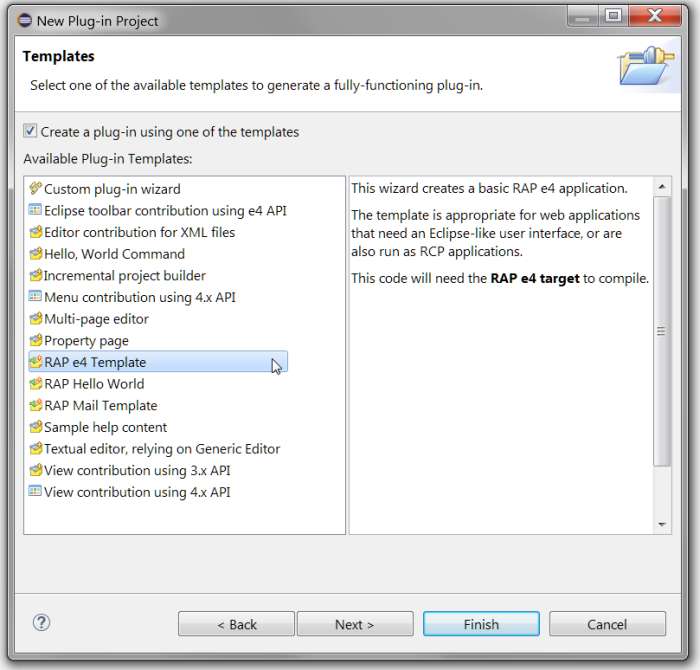 New Plug-in Project
Templates
Select one of the available templates to generate a fully-functioning plug-in.
Create a plug-in using one of the templates
Available Plug-in Templates:
Custom plug-in wizard
Eclipse toolbar contribution using e4 API
Editor contribution for XML files
Hello, World Command
Incremental project builder
Menu contribution using 4.x API
Multi-page editor
Property page
RAP e4 Template
RAP Hello World
RAP Mail Template
Sample help content
Textual editor, relying on Generic Editor
View contribution using 3.x API
View contribution using 4.x API
This wizard creates a basic RAP e4 application.
The template is appropriate for web applications
that need an Eclipse-like user interface, or are
also run as RCP applications.
This code will need the RAP e4 target to compile.
?
< Back
Next >
Finish
Cancel